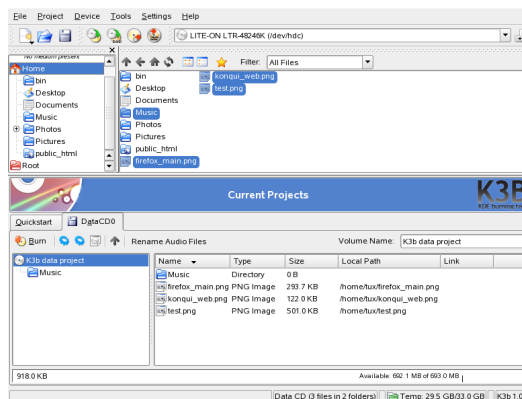 File Project Device Tools Settings Help
LITE-ON LTR-48246K (/dev/hdc)
No medium present
Filter: All Files
Home
bin
Desktop
Documents
Music
Photos
Pictures
public_html
Root
bin
Desktop
Documents
Music
Photos
Pictures
public_html
firefox_main.png
konqui_web.png
test.png
Current Projects
K3B
Quickstart DataCD0
Burn Rename Audio Files Volume Name: K3b data project
K3b data project
Music
Name Type Size Local Path Link
Music Directory 0 B
firefox_main.png PNG Image 293.7 KB /home/tux/firefox_main.png
konqui_web.png PNG Image 122.0 KB /home/tux/konqui_web.png
test.png PNG Image 501.0 KB /home/tux/test.png
918.0 KB Available: 692.1 MB of 693.0 MB
Data CD (3 files in 2 folders) Temp: 29.5 GB/33.0 GB K3b 1.0